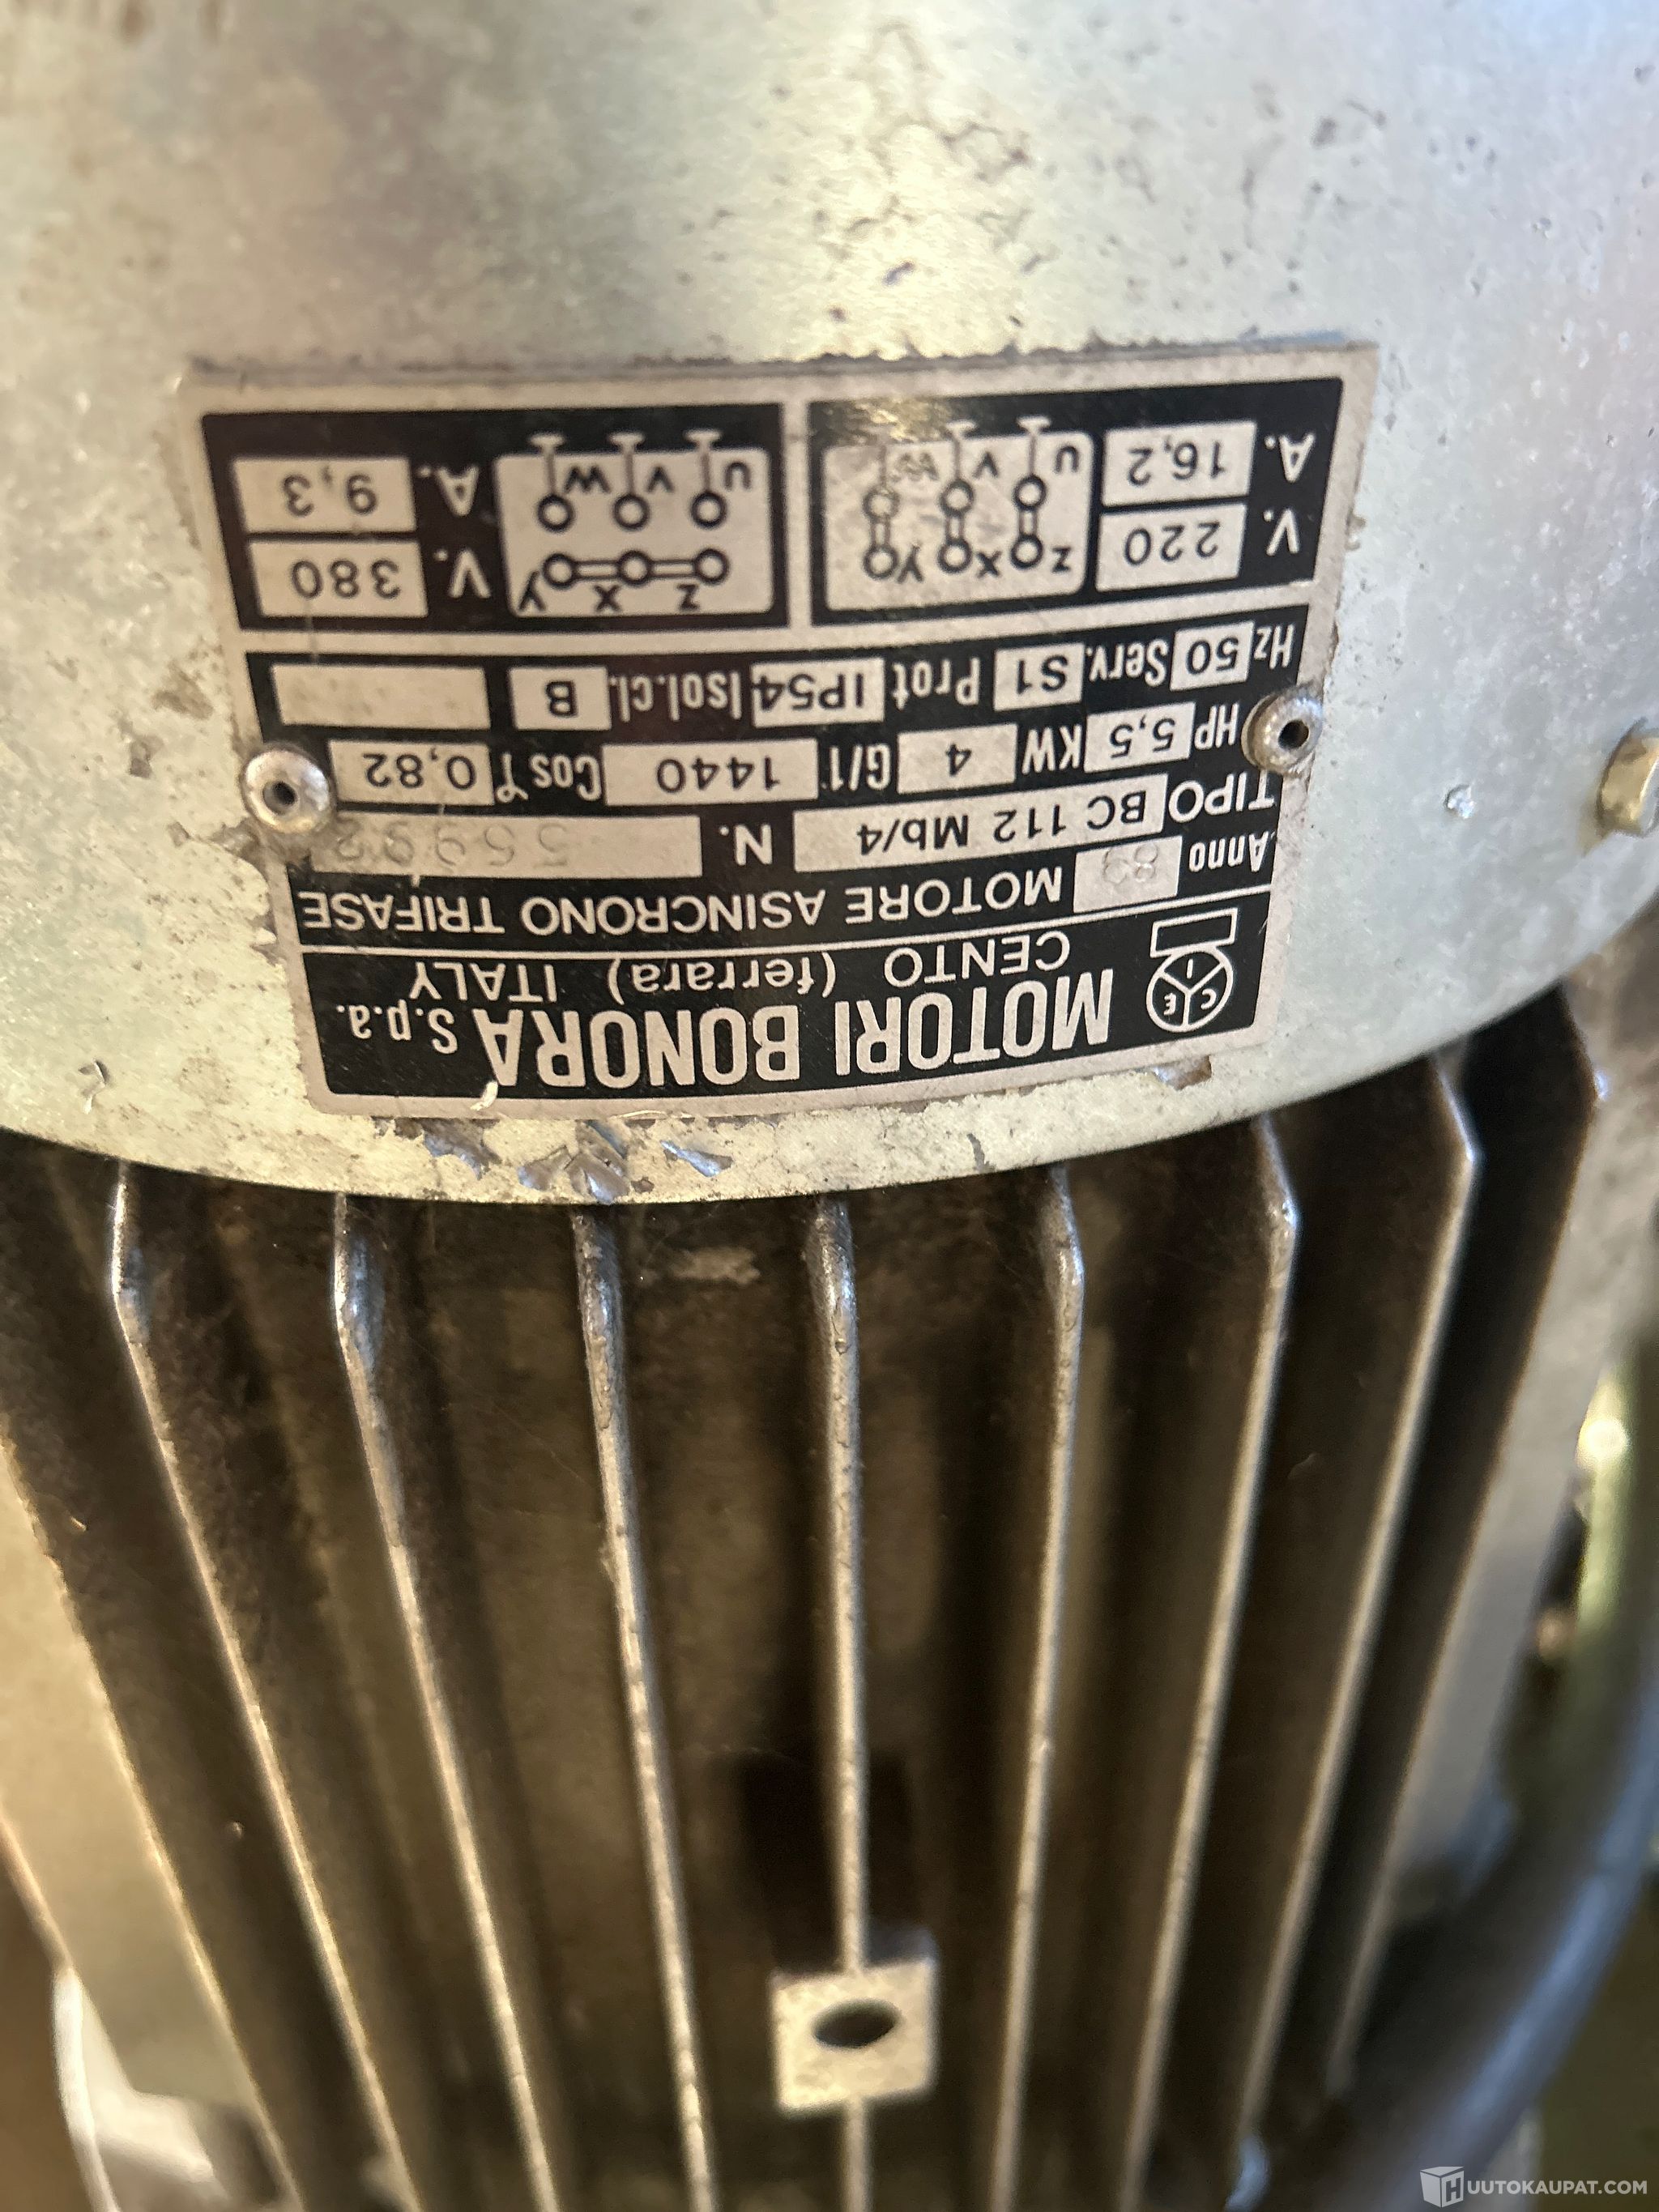 MOTORI BONORA S.p.a.
CENTO (ferrara) ITALY
Anno 89 MOTORE ASINCRONO TRIFASE
TIPO BC 112 Mb/4 N.
HP 5,5 KW 4 G/1' 1440 Cos φ 0,82
Hz 50 Serv. S1 Prot IP54 Isol.cl. B
V. 220 Z X Y V. 380 Z X Y
A. 16,2 U V A. 9,3 U V W
CEI
HUUTOKAUPAT.COM